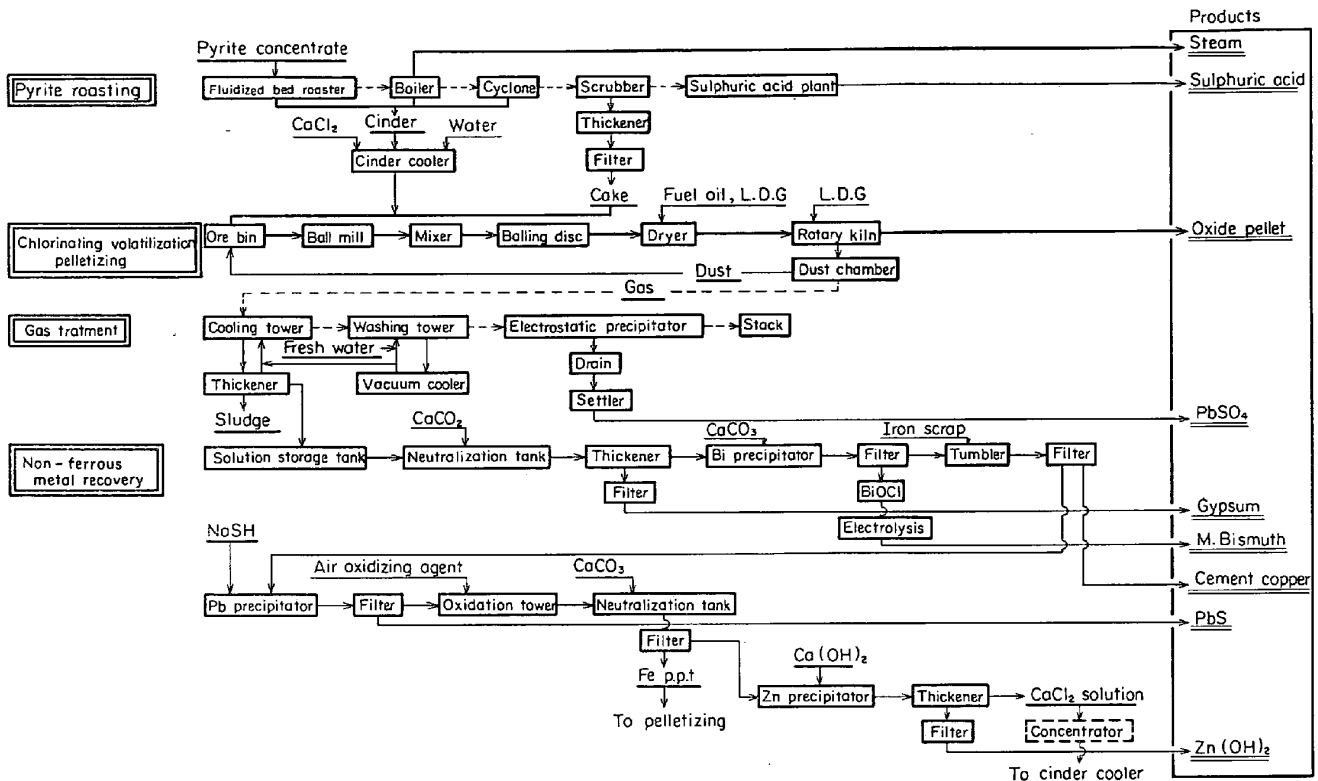 Products
Pyrite concentrate
Steam
Pyrite roasting
Fluidized bed roaster
Boiler
Cyclone
Scrubber
Sulphuric acid plant
Sulphuric acid
CaCl₂
Cinder
Water
Thickener
Cinder cooler
Filter
Cake
Fuel oil, L.D.G
L.D.G
Chlorinating volatilization
pelletizing
Ore bin
Ball mill
Mixer
Balling disc
Dryer
Rotary kiln
Oxide pellet
Dust
Dust chamber
Gas
Gas tratment
Cooling tower
Washing tower
Electrostatic precipitator
Stack
Fresh water
Drain
Thickener
Vacuum cooler
Settler
Sludge
PbSO₄
CaCO₂
CaCO₃
Iron scrap
Non-ferrous
metal recovery
Solution storage tank
Neutralization tank
Thickener
Bi precipitator
Filter
Tumbler
Filter
Filter
BiOCl
Gypsum
Electrolysis
M. Bismuth
NaSH
Air oxidizing agent
CaCO₃
Cement copper
Pb precipitator
Filter
Oxidation tower
Neutralization tank
PbS
Filter
Ca(OH)₂
Fe p.p.t
Zn precipitator
Thickener
CaCl₂ solution
To pelletizing
Filter
Concentrator
Zn(OH)₂
To cinder cooler